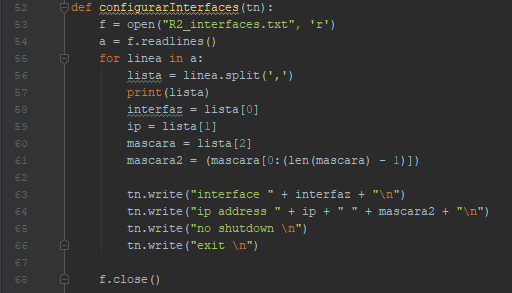 52 def configurarInterfaces(tn):
53     f = open("R2_interfaces.txt", 'r')
54     a = f.readlines()
55     for linea in a:
56         lista = linea.split(',')
57         print(lista)
58         interfaz = lista[0]
59         ip = lista[1]
60         mascara = lista[2]
61         mascara2 = (mascara[0:(len(mascara) - 1)])
62
63         tn.write("interface " + interfaz + "\n")
64         tn.write("ip address " + ip + " " + mascara2 + "\n")
65         tn.write("no shutdown \n")
66         tn.write("exit \n")
67
68     f.close()